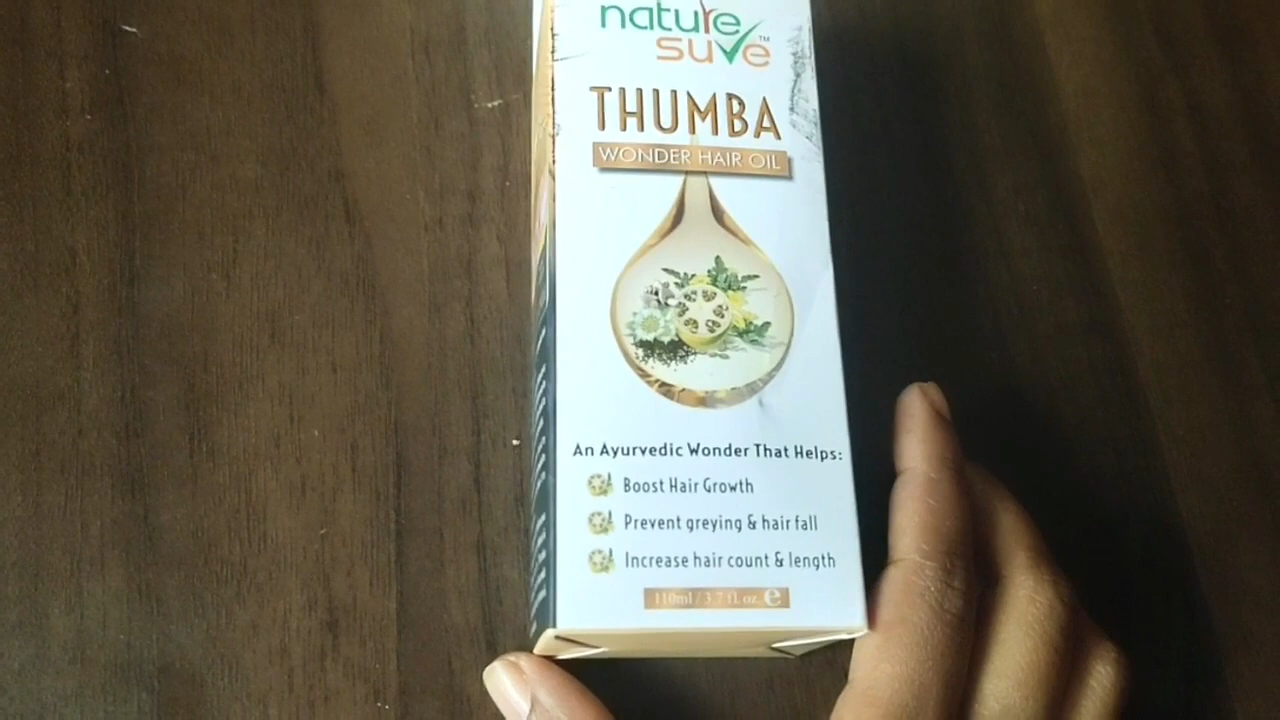 nature
sure™
THUMBA
WONDER HAIR OIL
An Ayurvedic Wonder That Helps:
Boost Hair Growth
Prevent greying & hair fall
Increase hair count & length
110ml / 3.7 fl. oz. e